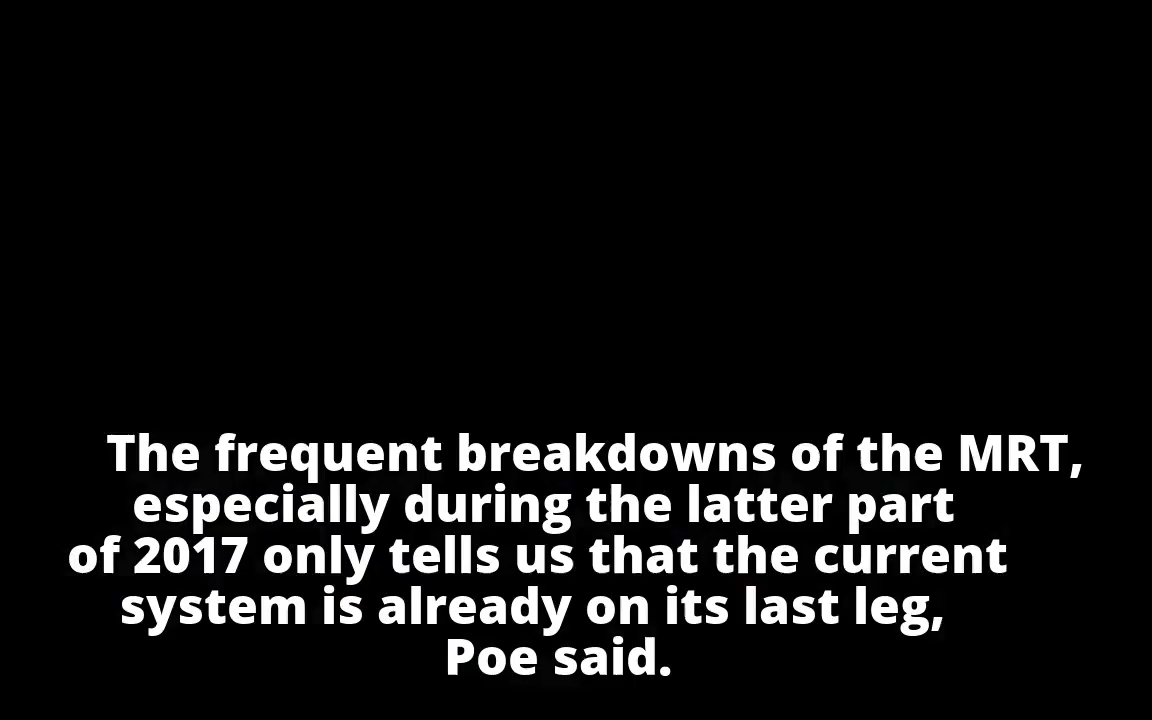 The frequent breakdowns of the MRT,
especially during the latter part
of 2017 only tells us that the current
system is already on its last leg,
Poe said.